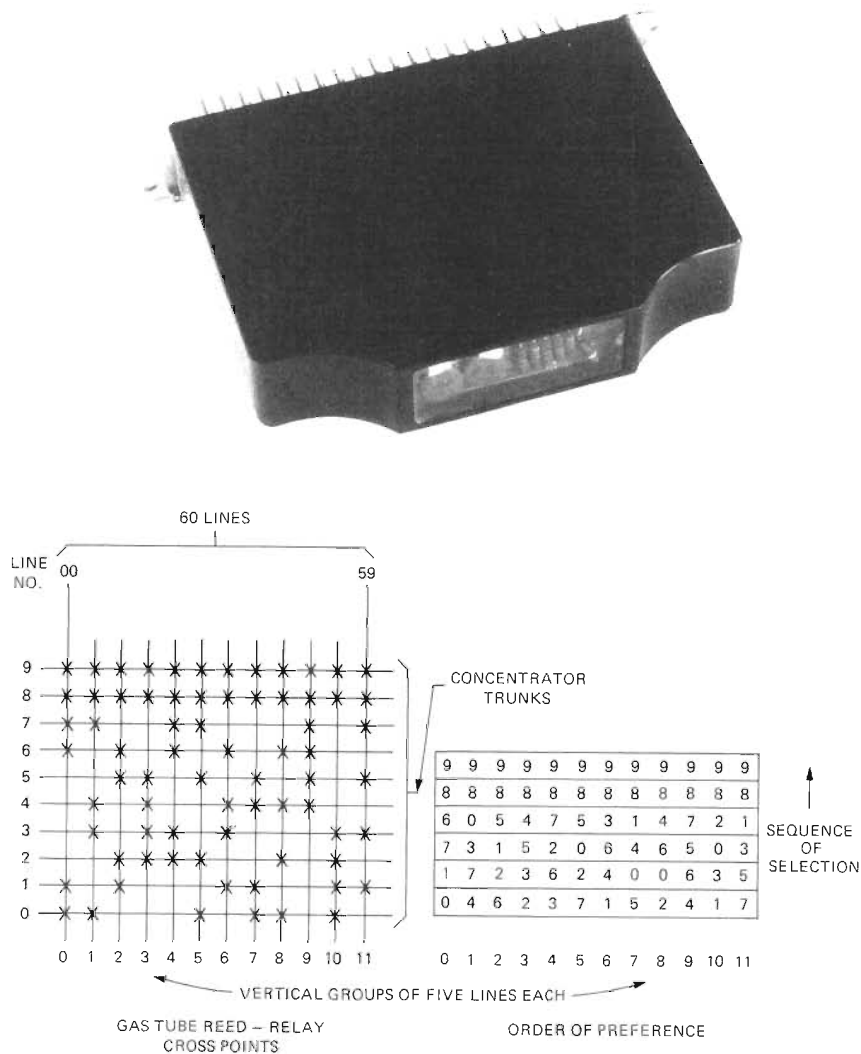 60 LINES
LINE NO.
00 59
9
8
7
6
5
4
3
2
1
0
0 1 2 3 4 5 6 7 8 9 10 11
CONCENTRATOR
TRUNKS
9 9 9 9 9 9 9 9 9 9 9 9
8 8 8 8 8 8 8 8 8 8 8 8
6 0 5 4 7 5 3 1 4 7 2 1
7 3 1 5 2 0 6 4 6 5 0 3
1 7 2 3 6 2 4 0 0 6 3 5
0 4 6 2 3 7 1 5 2 4 1 7
0 1 2 3 4 5 6 7 8 9 10 11
SEQUENCE
OF
SELECTION
VERTICAL GROUPS OF FIVE LINES EACH
GAS TUBE REED – RELAY
CROSS POINTS
ORDER OF PREFERENCE